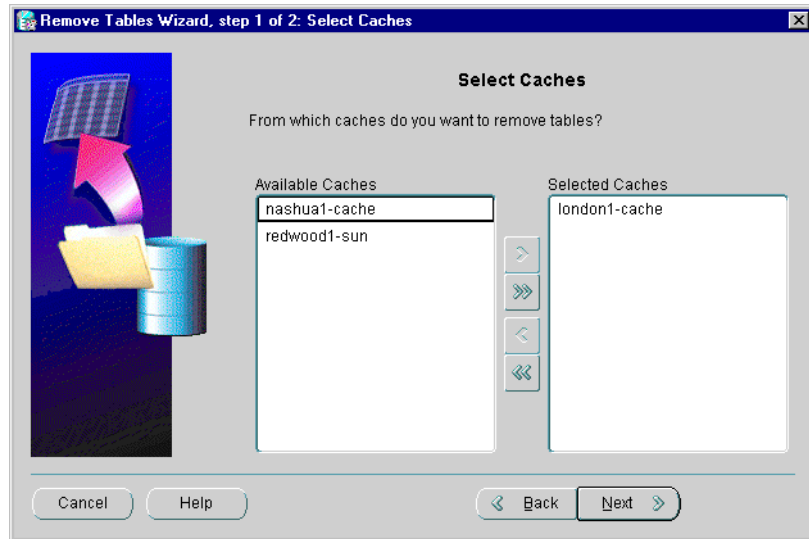 Remove Tables Wizard, step 1 of 2: Select Caches
Select Caches
From which caches do you want to remove tables?
Available Caches
nashua1-cache
redwood1-sun
Selected Caches
london1-cache
Cancel
Help
Back
Next